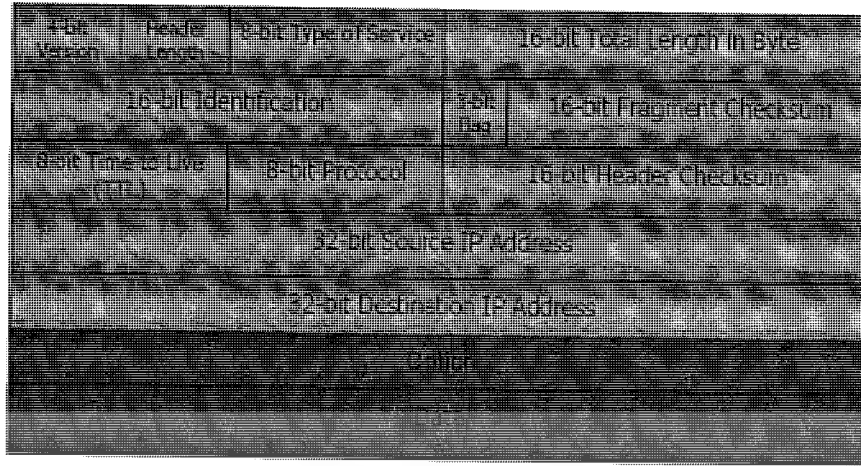 4-bit Version
Header Length
8-bit Type of Service
16-bit Total Length in Byte
16-bit Identification
3-bit Flag
16-bit Fragment Checksum
8-bit Time to Live (TTL)
8-bit Protocol
16-bit Header Checksum
32-bit Source IP Address
32-bit Destination IP Address
Option
Data